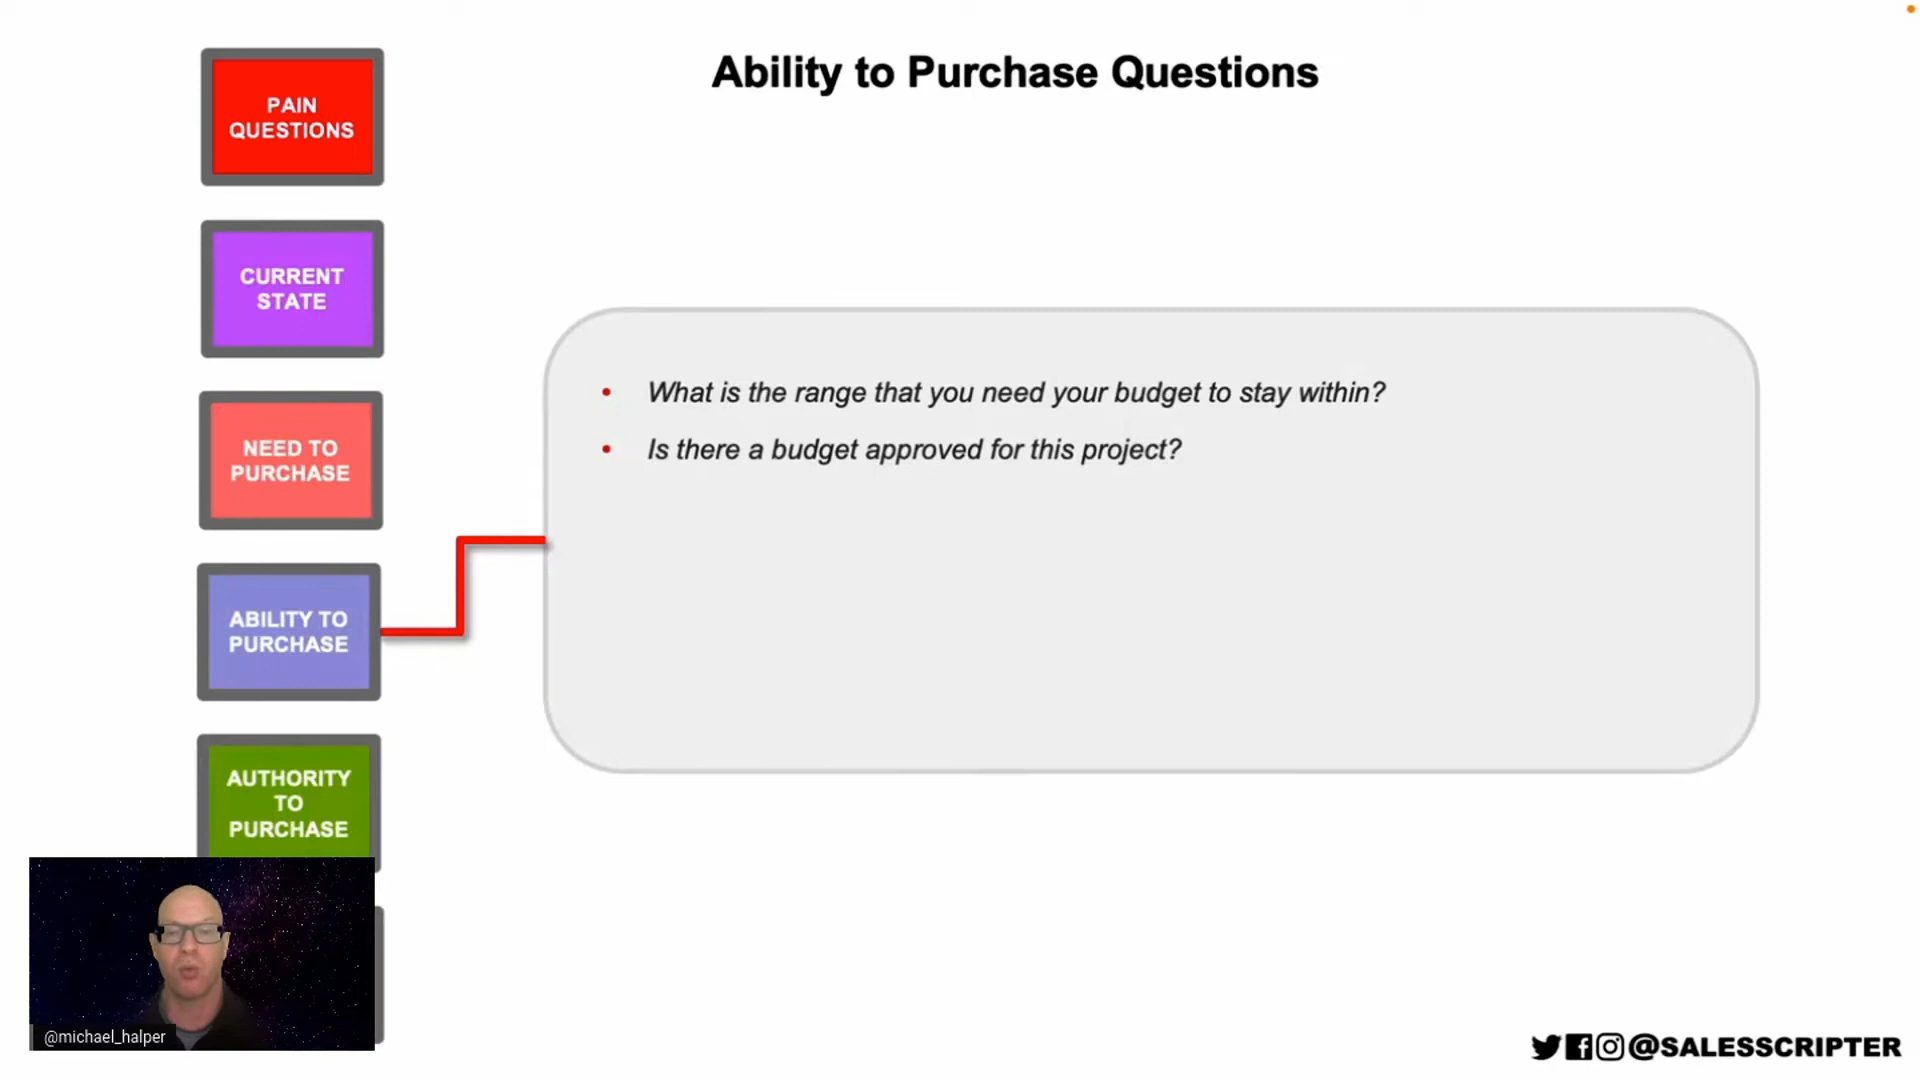 Ability to Purchase Questions
PAIN
QUESTIONS
CURRENT
STATE
NEED TO
PURCHASE
ABILITY TO
PURCHASE
AUTHORITY
TO
PURCHASE
• What is the range that you need your budget to stay within?
• Is there a budget approved for this project?
@michael_halper
@SALESSCRIPTER